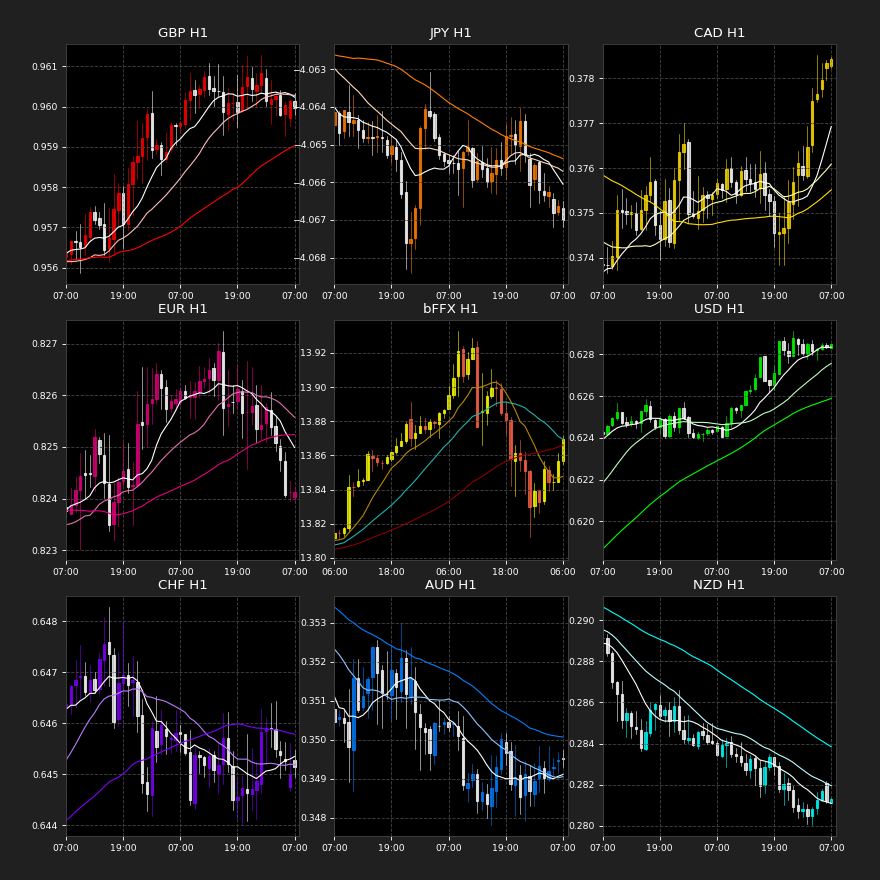 GBP H1
0.961
0.960
0.959
0.958
0.957
0.956
07:00 19:00 07:00 19:00 07:00
JPY H1
−4.063
−4.064
−4.065
−4.066
−4.067
−4.068
07:00 19:00 07:00 19:00 07:00
CAD H1
0.378
0.377
0.376
0.375
0.374
07:00 19:00 07:00 19:00 07:00
EUR H1
0.827
0.826
0.825
0.824
0.823
07:00 19:00 07:00 19:00 07:00
bFFX H1
13.92
13.90
13.88
13.86
13.84
13.82
13.80
06:00 18:00 06:00 18:00 06:00
USD H1
0.628
0.626
0.624
0.622
0.620
07:00 19:00 07:00 19:00 07:00
CHF H1
0.648
0.647
0.646
0.645
0.644
07:00 19:00 07:00 19:00 07:00
AUD H1
0.353
0.352
0.351
0.350
0.349
0.348
07:00 19:00 07:00 19:00 07:00
NZD H1
0.290
0.288
0.286
0.284
0.282
0.280
07:00 19:00 07:00 19:00 07:00